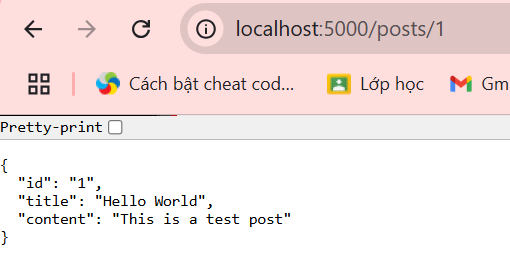 localhost:5000/posts/1
Cách bật cheat cod... Lớp học Gm
Pretty-print
{
  "id": "1",
  "title": "Hello World",
  "content": "This is a test post"
}